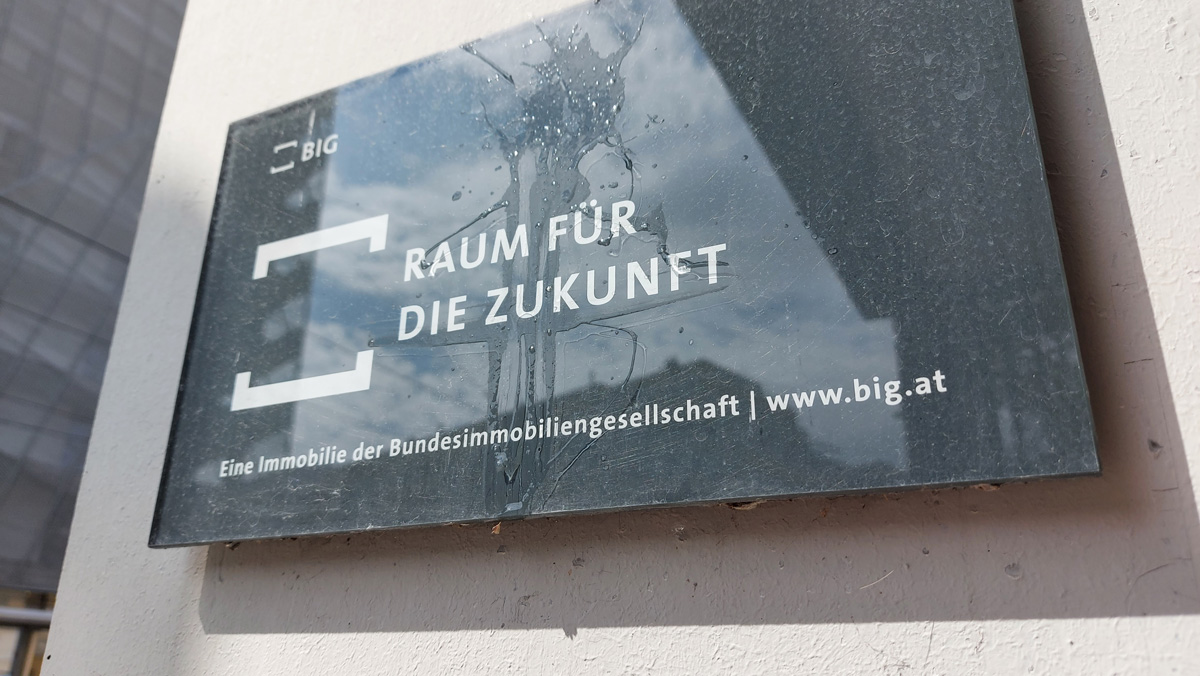 BIG
RAUM FÜR
DIE ZUKUNFT
Eine Immobilie der Bundesimmobiliengesellschaft | www.big.at